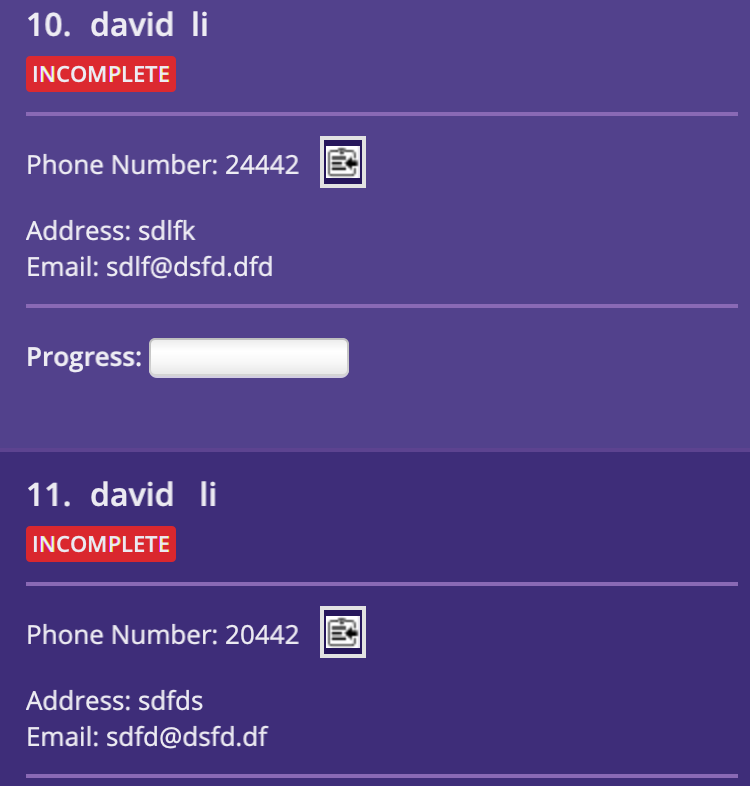 10. david li
INCOMPLETE
Phone Number: 24442
Address: sdlfk
Email: sdlf@dsfd.dfd
Progress:
11. david li
INCOMPLETE
Phone Number: 20442
Address: sdfds
Email: sdfd@dsfd.df